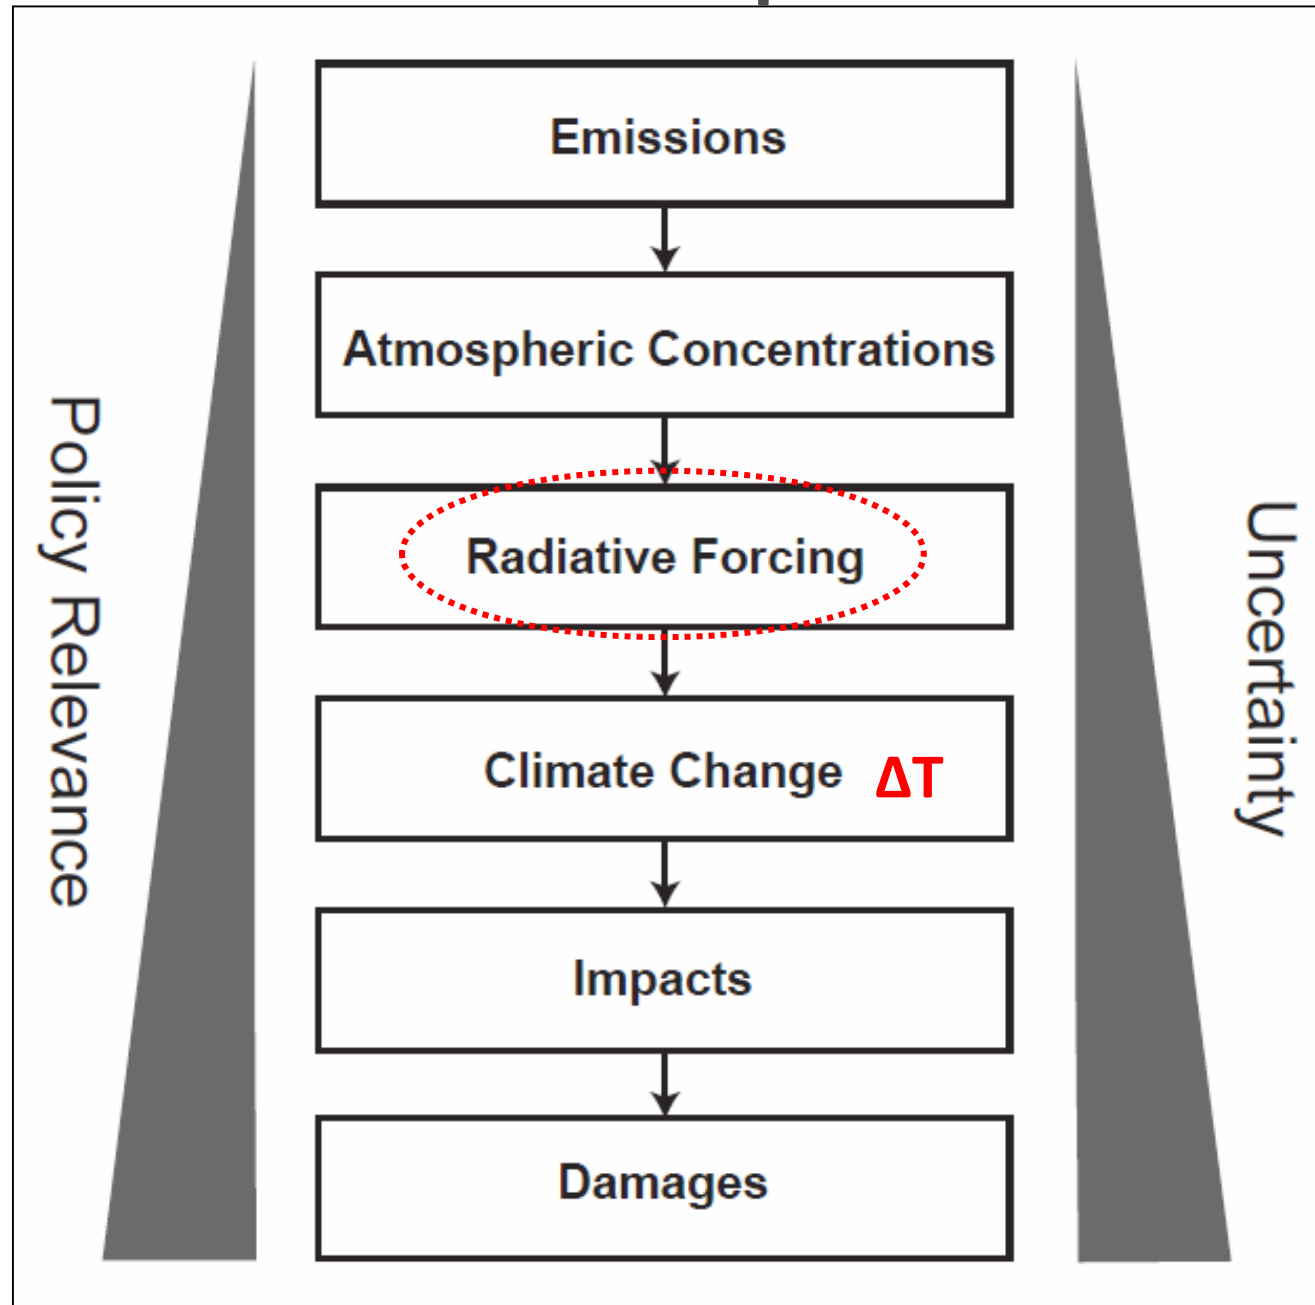 Emissions
Atmospheric Concentrations
Radiative Forcing
Climate Change ΔT
Impacts
Damages
Policy Relevance
Uncertainty